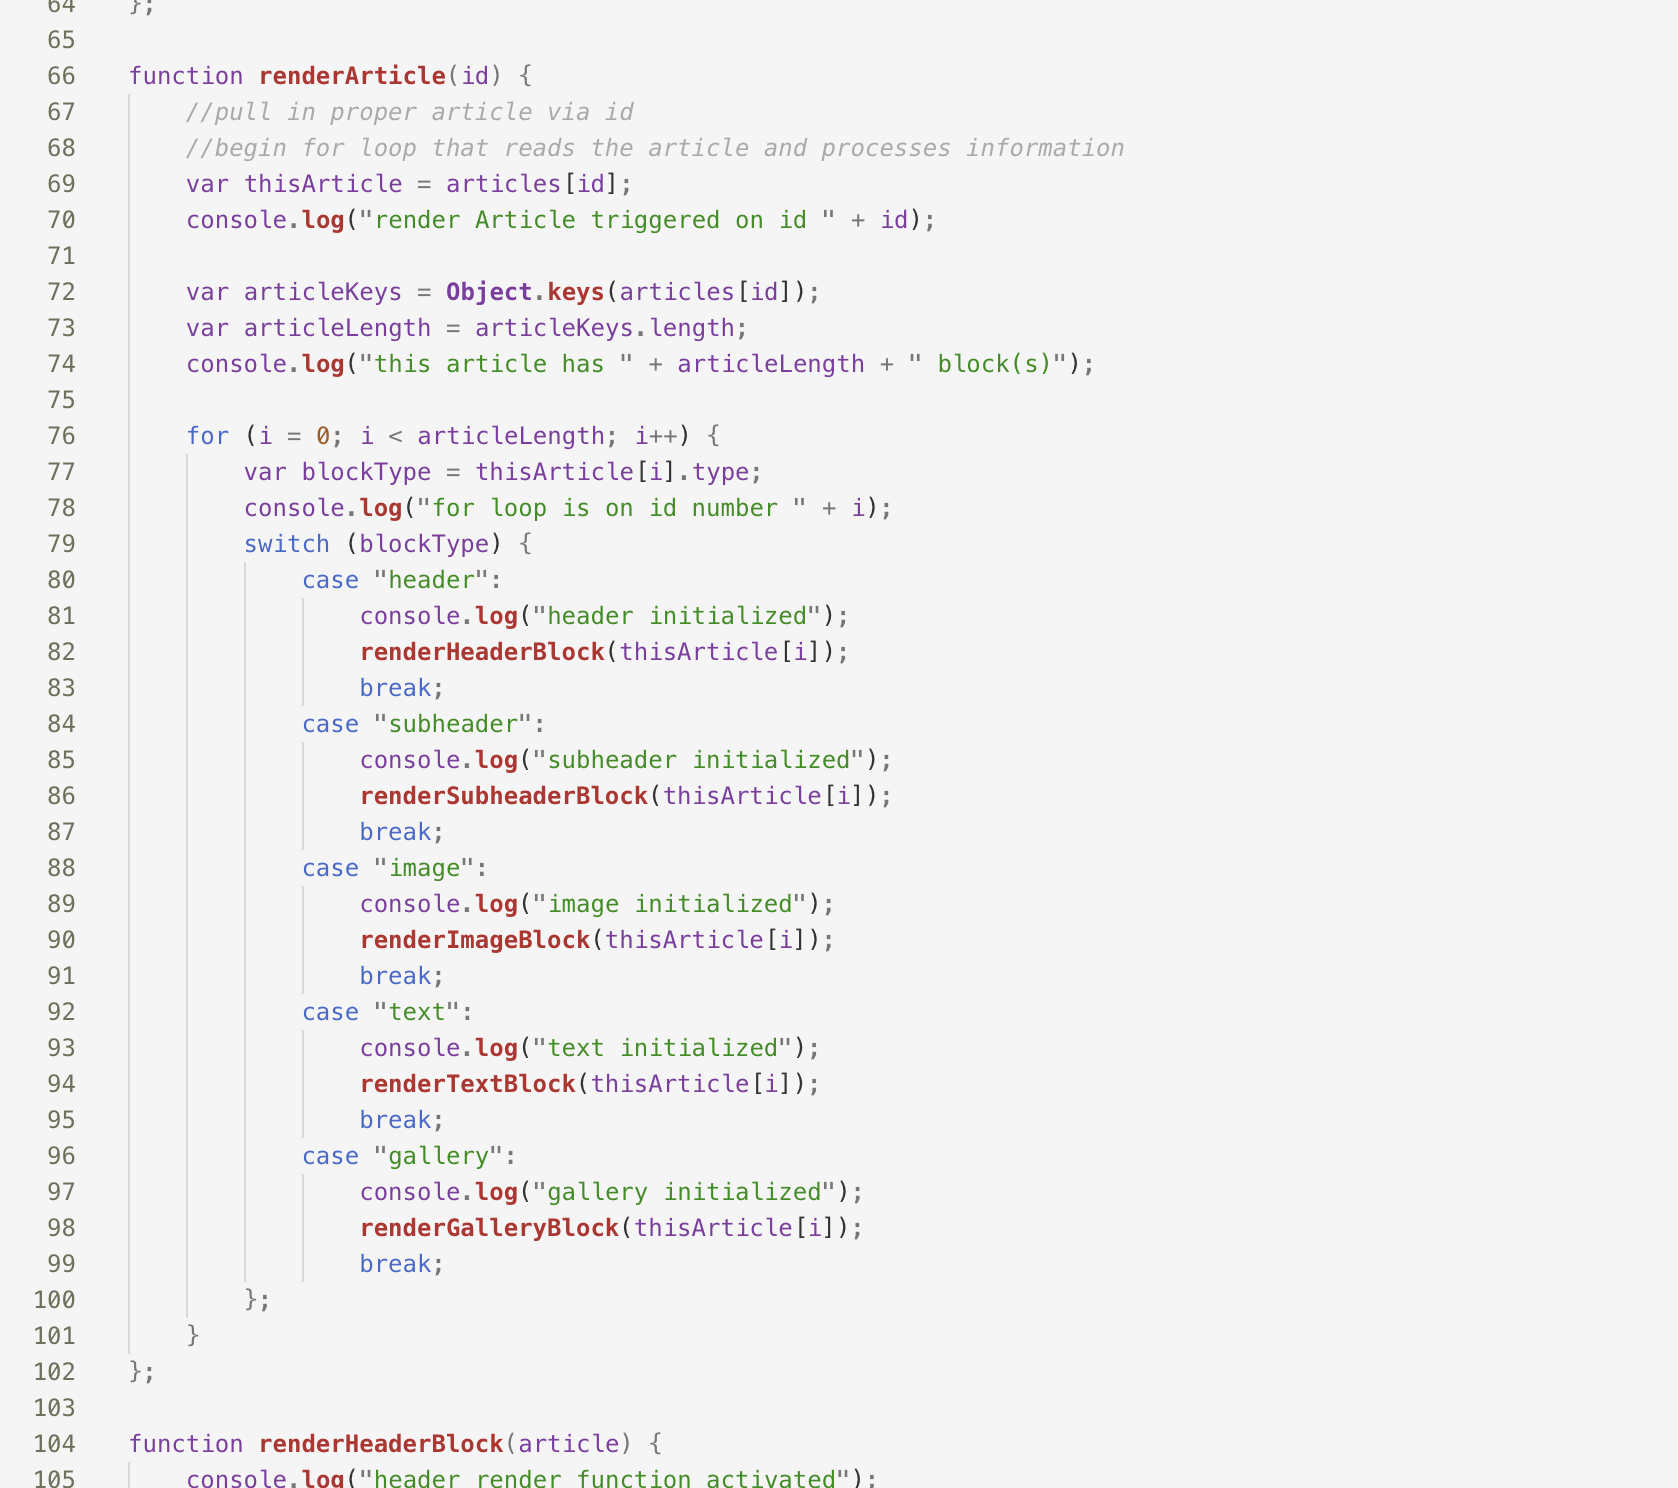 64 };
65
66 function renderArticle(id) {
67 //pull in proper article via id
68 //begin for loop that reads the article and processes information
69 var thisArticle = articles[id];
70 console.log("render Article triggered on id " + id);
71
72 var articleKeys = Object.keys(articles[id]);
73 var articleLength = articleKeys.length;
74 console.log("this article has " + articleLength + " block(s)");
75
76 for (i = 0; i < articleLength; i++) {
77 var blockType = thisArticle[i].type;
78 console.log("for loop is on id number " + i);
79 switch (blockType) {
80 case "header":
81 console.log("header initialized");
82 renderHeaderBlock(thisArticle[i]);
83 break;
84 case "subheader":
85 console.log("subheader initialized");
86 renderSubheaderBlock(thisArticle[i]);
87 break;
88 case "image":
89 console.log("image initialized");
90 renderImageBlock(thisArticle[i]);
91 break;
92 case "text":
93 console.log("text initialized");
94 renderTextBlock(thisArticle[i]);
95 break;
96 case "gallery":
97 console.log("gallery initialized");
98 renderGalleryBlock(thisArticle[i]);
99 break;
100 };
101 }
102 };
103
104 function renderHeaderBlock(article) {
105 console.log("header render function activated");